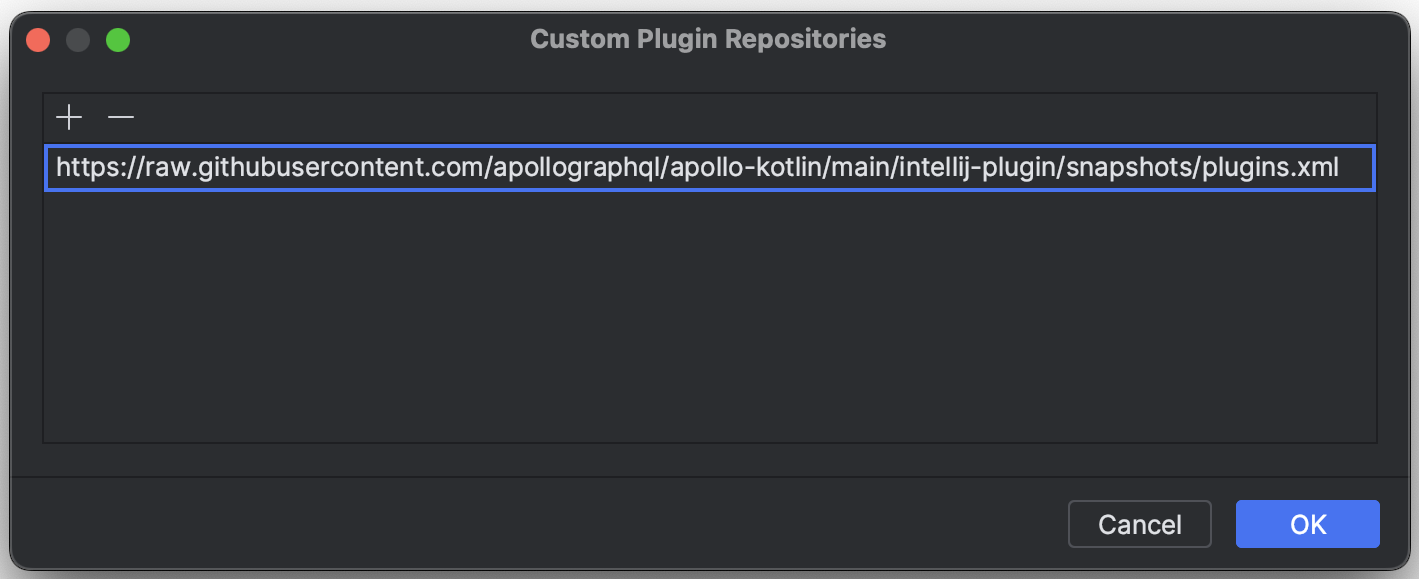 Custom Plugin Repositories
https://raw.githubusercontent.com/apollographql/apollo-kotlin/main/intellij-plugin/snapshots/plugins.xml
Cancel
OK